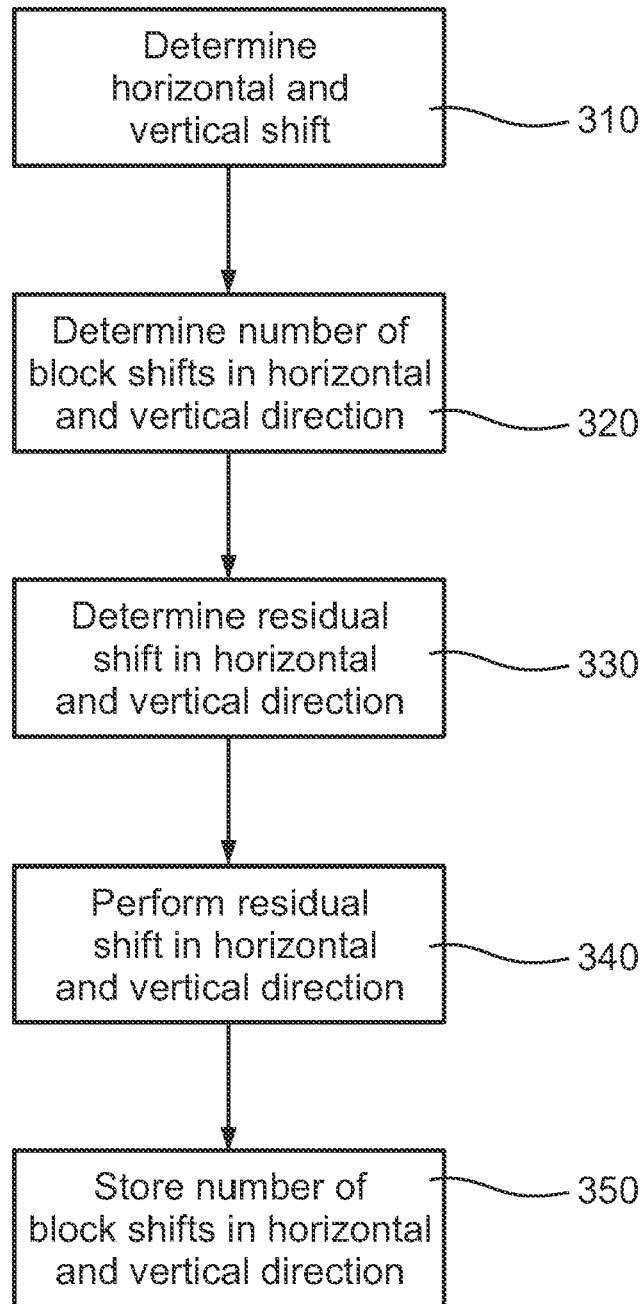 Determine
horizontal and
vertical shift
310
Determine number of
block shifts in horizontal
and vertical direction
320
Determine residual
shift in horizontal
and vertical direction
330
Perform residual
shift in horizontal
and vertical direction
340
Store number of
block shifts in horizontal
and vertical direction
350